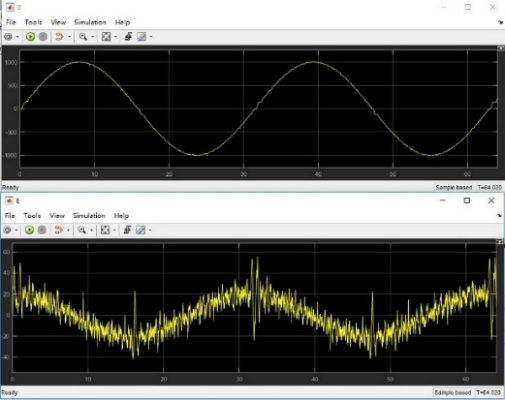 File Tools View Simulation Help
1000
500
0
-500
-1000
0 10 20 30 40 50 60
Ready Sample based T=64.020
E
File Tools View Simulation Help
60
40
20
0
-20
-40
0 10 20 30 40 50 60
Ready Sample based T=64.020